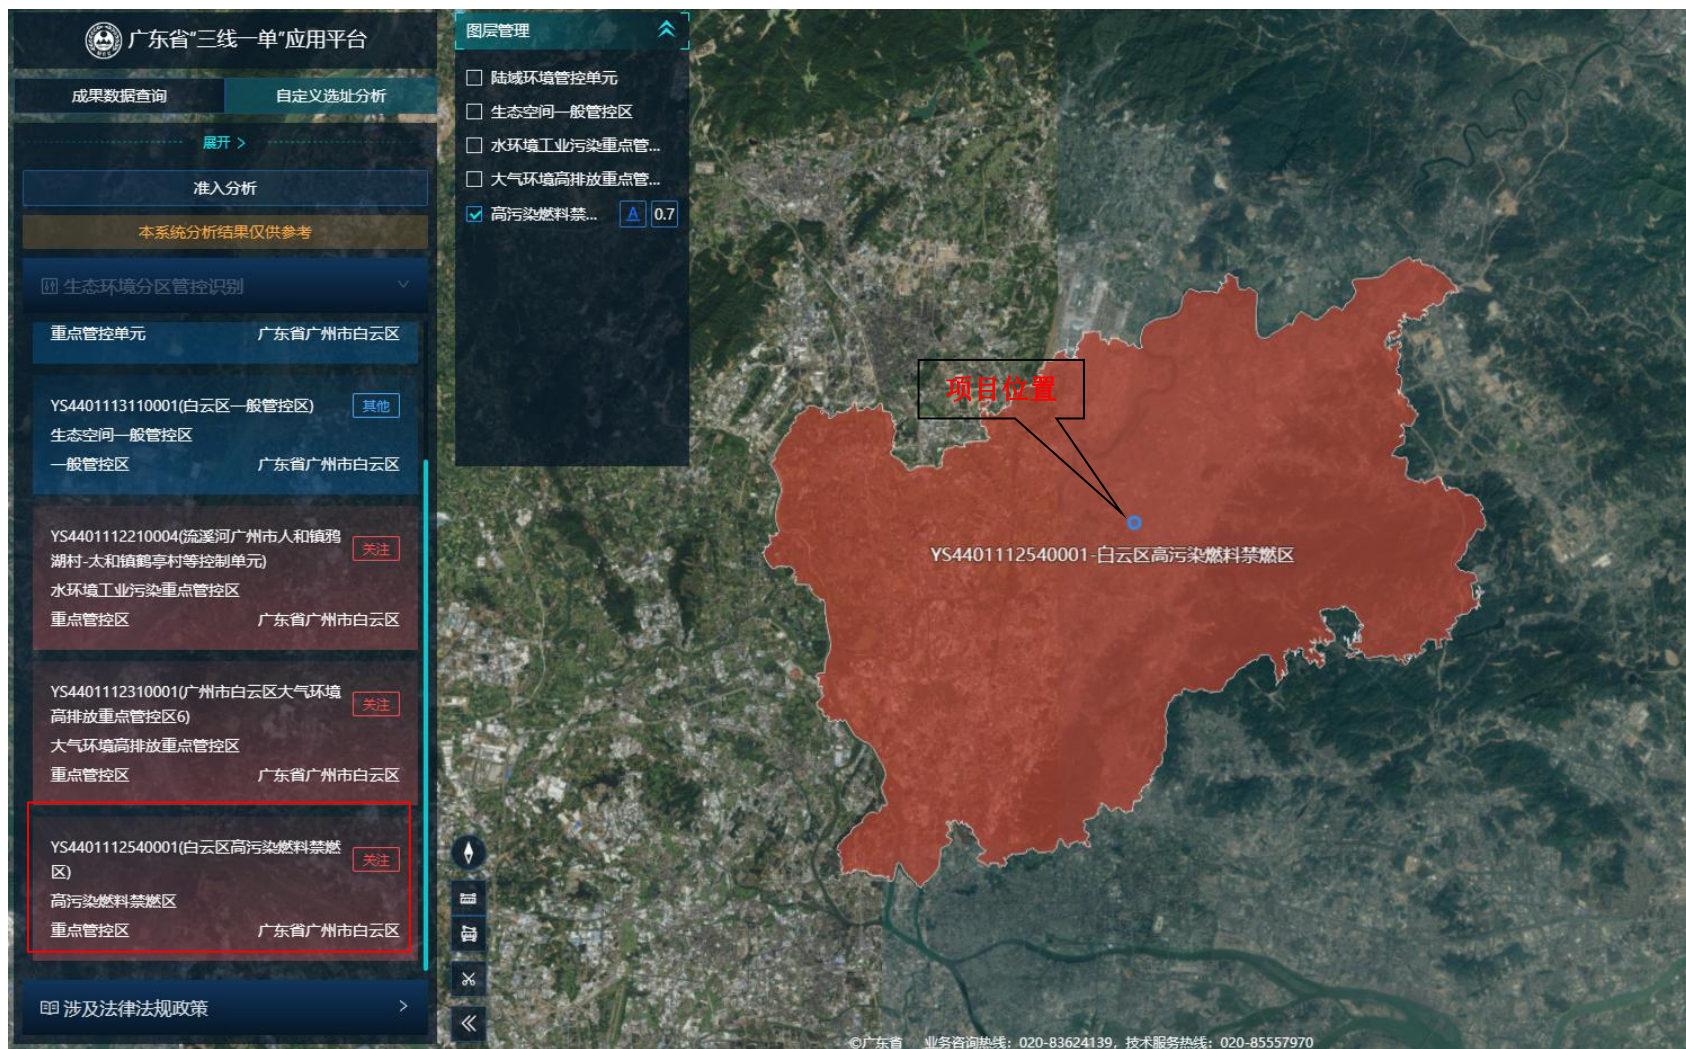 广东省“三线一单”应用平台
成果数据查询
自定义选址分析
展开 >
准入分析
本系统分析结果仅供参考
生态环境分区管控识别
重点管控单元 广东省广州市白云区
YS4401113110001(白云区一般管控区) 其他
生态空间一般管控区
一般管控区 广东省广州市白云区
YS4401112210004(流溪河广州市人和镇鸦
湖村-太和镇鹤亭村等控制单元)
关注
水环境工业污染重点管控区
重点管控区 广东省广州市白云区
YS4401112310001(广州市白云区大气环境
高排放重点管控区6)
关注
大气环境高排放重点管控区
重点管控区 广东省广州市白云区
YS4401112540001(白云区高污染燃料禁燃
区)
关注
高污染燃料禁燃区
重点管控区 广东省广州市白云区
涉及法律法规政策
图层管理
陆域环境管控单元
生态空间一般管控区
水环境工业污染重点管...
大气环境高排放重点管...
高污染燃料禁... A 0.7
项目位置
YS4401112540001-白云区高污染燃料禁燃区
©广东省 业务咨询热线：020-83624139，技术服务热线：020-85557970